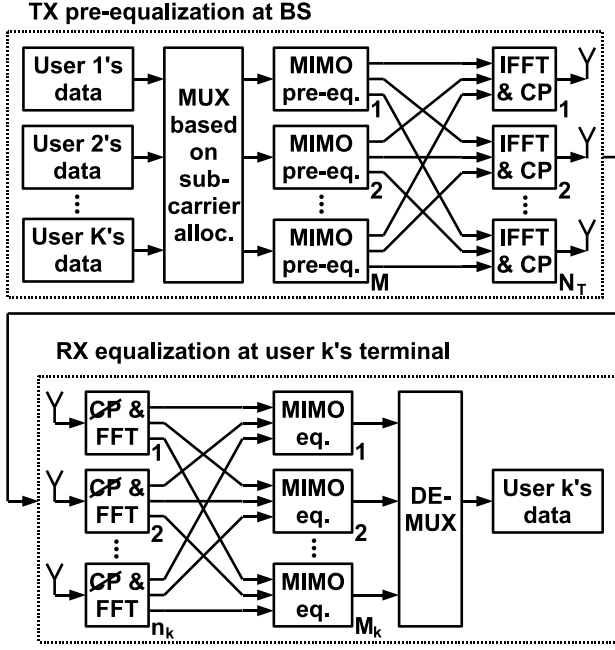 TX pre-equalization at BS
User 1's
data
User 2's
data
User K's
data
MUX
based
on
sub-
carrier
alloc.
MIMO
pre-eq.
1
MIMO
pre-eq.
2
MIMO
pre-eq.
M
IFFT
& CP
1
IFFT
& CP
2
IFFT
& CP
N_T
RX equalization at user k's terminal
CP &
FFT
1
CP &
FFT
2
CP &
FFT
n_k
MIMO
eq.
1
MIMO
eq.
2
MIMO
eq.
M_k
DE-
MUX
User k's
data